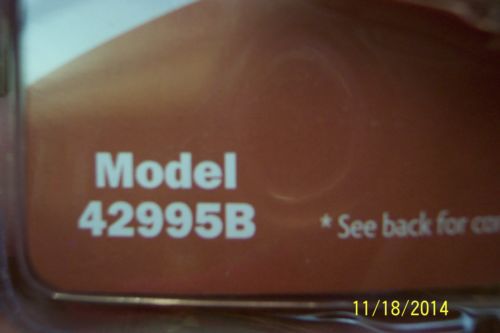 Model
42995B
* See back for
11/18/2014